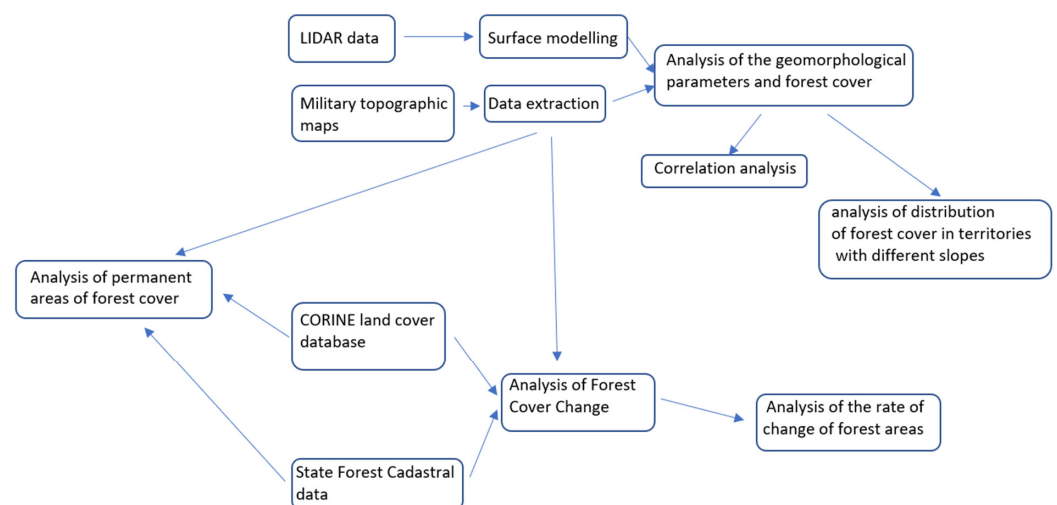 LIDAR data
Surface modelling
Analysis of the geomorphological
parameters and forest cover
Military topographic
maps
Data extraction
Correlation analysis
analysis of distribution
of forest cover in territories
with different slopes
Analysis of permanent
areas of forest cover
CORINE land cover
database
Analysis of Forest
Cover Change
Analysis of the rate of
change of forest areas
State Forest Cadastral
data